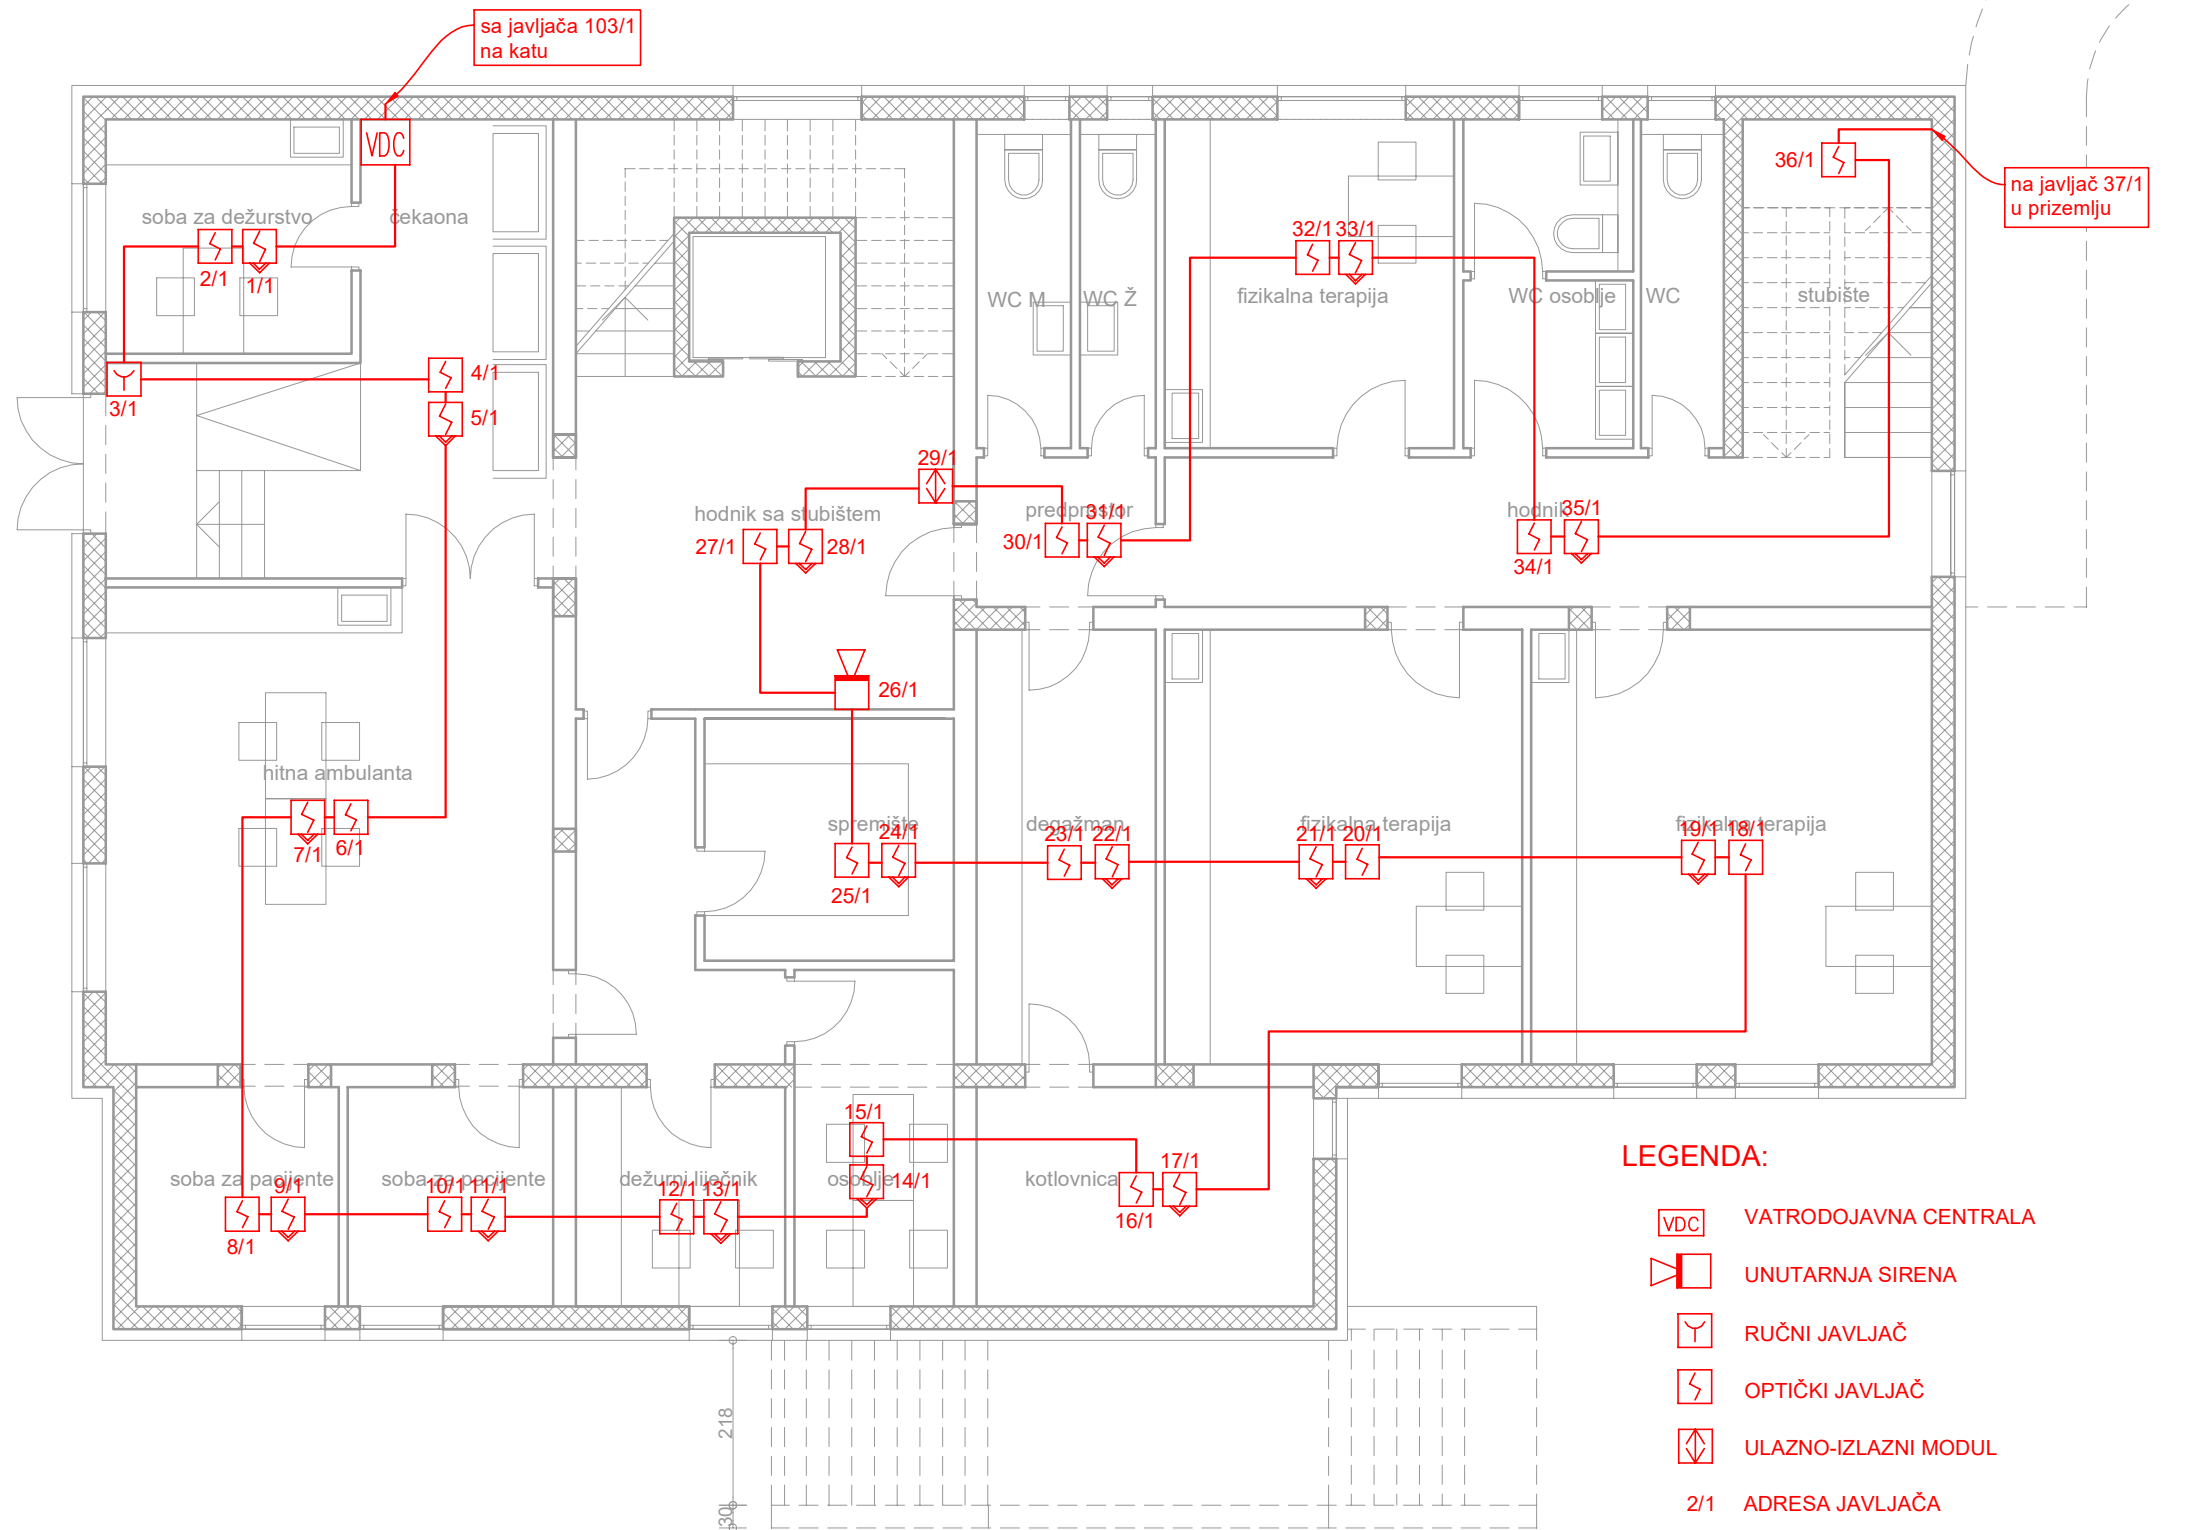 sa javljača 103/1
na katu
VDC
36/1
na javljač 37/1
u prizemlju
soba za dežurstvo
čekaona
2/1
1/1
32/1
33/1
WC M
WC Ž
fizikalna terapija
WC osoblje
WC
stubište
3/1
4/1
5/1
29/1
hodnik sa stubištem
predprostor
31/1
hodnik
35/1
27/1
28/1
30/1
34/1
26/1
hitna ambulanta
7/1
6/1
spremište
24/1
degažman
23/1
22/1
fizikalna terapija
21/1
20/1
fizikalna terapija
19/1
18/1
25/1
15/1
17/1
soba za pacijente
9/1
soba za pacijente
10/1
11/1
dežurni liječnik
12/1
13/1
osoblje
14/1
kotlovnica
16/1
8/1
LEGENDA:
VDC VATRODOJAVNA CENTRALA
UNUTARNJA SIRENA
RUČNI JAVLJAČ
OPTIČKI JAVLJAČ
ULAZNO-IZLAZNI MODUL
2/1 ADRESA JAVLJAČA
218
30